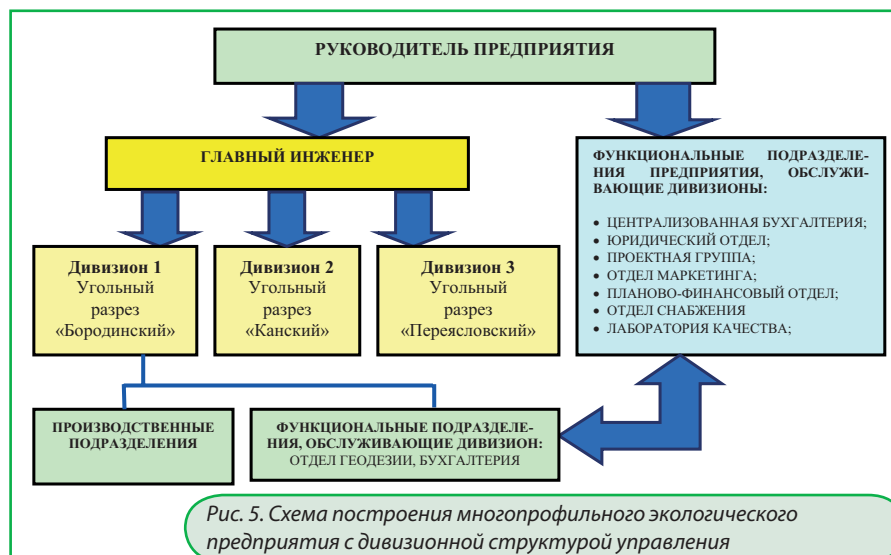 РУКОВОДИТЕЛЬ ПРЕДПРИЯТИЯ
ГЛАВНЫЙ ИНЖЕНЕР
ФУНКЦИОНАЛЬНЫЕ ПОДРАЗДЕЛЕ-
НИЯ ПРЕДПРИЯТИЯ, ОБСЛУЖИ-
ВАЮЩИЕ ДИВИЗИОНЫ:
• ЦЕНТРАЛИЗОВАННАЯ БУХГАЛТЕРИЯ;
• ЮРИДИЧЕСКИЙ ОТДЕЛ;
• ПРОЕКТНАЯ ГРУППА;
• ОТДЕЛ МАРКЕТИНГА;
• ПЛАНОВО-ФИНАНСОВЫЙ ОТДЕЛ;
• ОТДЕЛ СНАБЖЕНИЯ
• ЛАБОРАТОРИЯ КАЧЕСТВА;
Дивизион 1
Угольный
разрез
«Бородинский»
Дивизион 2
Угольный
разрез
«Канский»
Дивизион 3
Угольный
разрез
«Переясловский»
ПРОИЗВОДСТВЕННЫЕ
ПОДРАЗДЕЛЕНИЯ
ФУНКЦИОНАЛЬНЫЕ ПОДРАЗДЕЛЕ-
НИЯ, ОБСЛУЖИВАЮЩИЕ ДИВИЗИОН:
ОТДЕЛ ГЕОДЕЗИИ, БУХГАЛТЕРИЯ
Рис. 5. Схема построения многопрофильного экологического
предприятия с дивизионной структурой управления